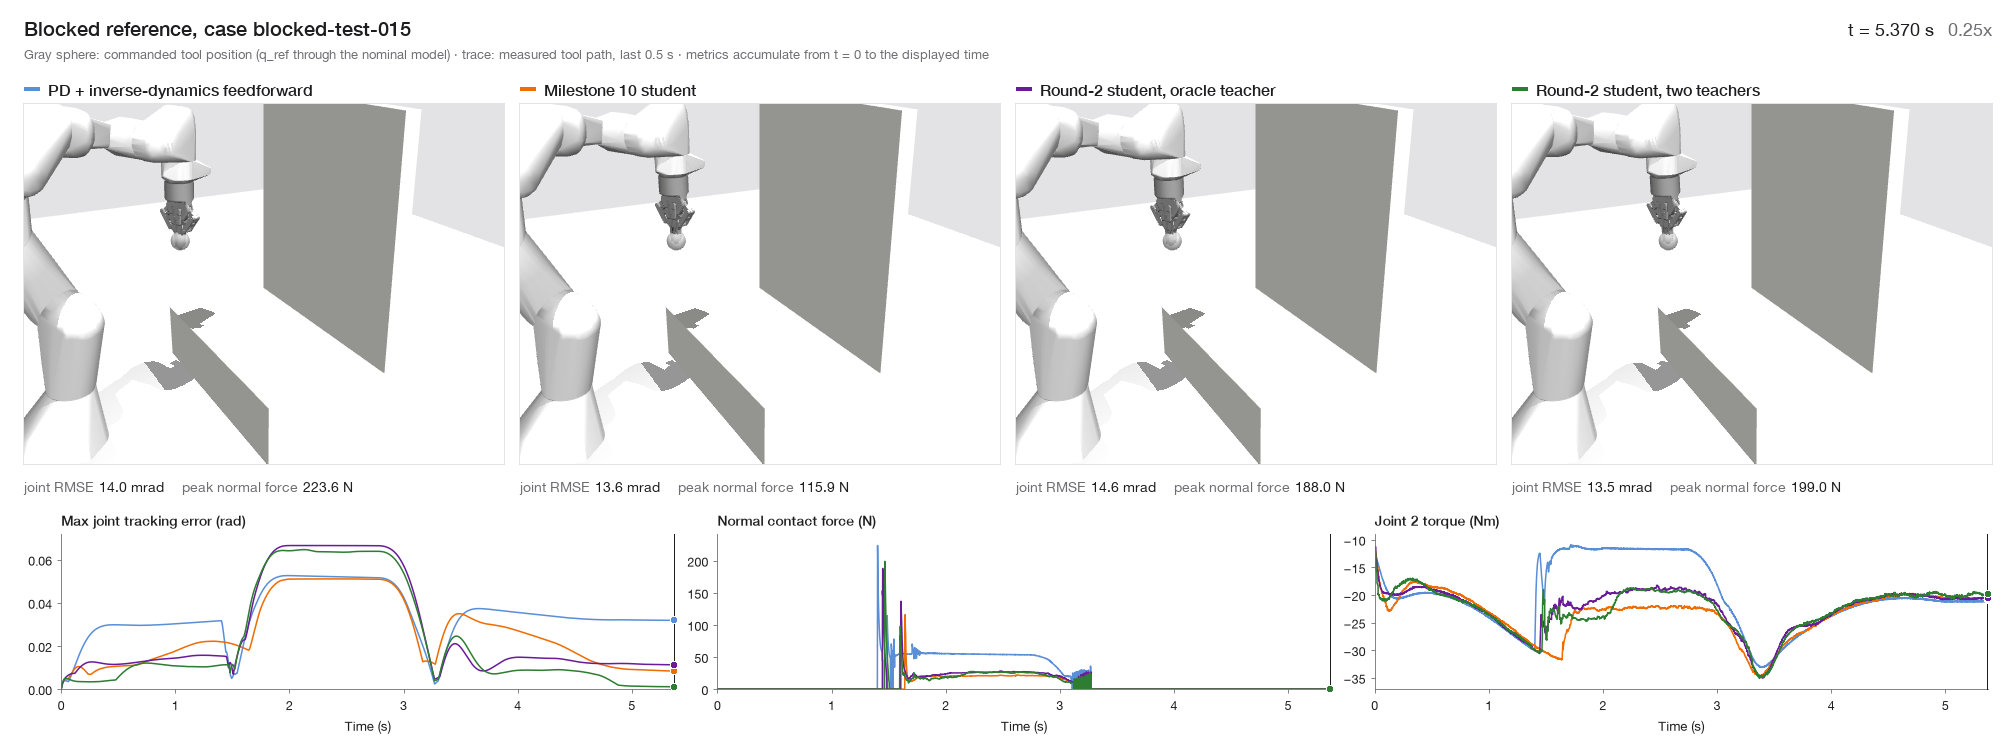 Blocked reference, case blocked-test-015
t = 5.370 s 0.25x
Gray sphere: commanded tool position (q_ref through the nominal model) · trace: measured tool path, last 0.5 s · metrics accumulate from t = 0 to the displayed time
PD + inverse-dynamics feedforward
Milestone 10 student
Round-2 student, oracle teacher
Round-2 student, two teachers
joint RMSE 14.0 mrad peak normal force 223.6 N
joint RMSE 13.6 mrad peak normal force 115.9 N
joint RMSE 14.6 mrad peak normal force 188.0 N
joint RMSE 13.5 mrad peak normal force 199.0 N
Max joint tracking error (rad)
0.06
0.04
0.02
0.00
0 1 2 3 4 5
Time (s)
Normal contact force (N)
200
150
100
50
0
0 1 2 3 4 5
Time (s)
Joint 2 torque (Nm)
−10
−15
−20
−25
−30
−35
0 1 2 3 4 5
Time (s)